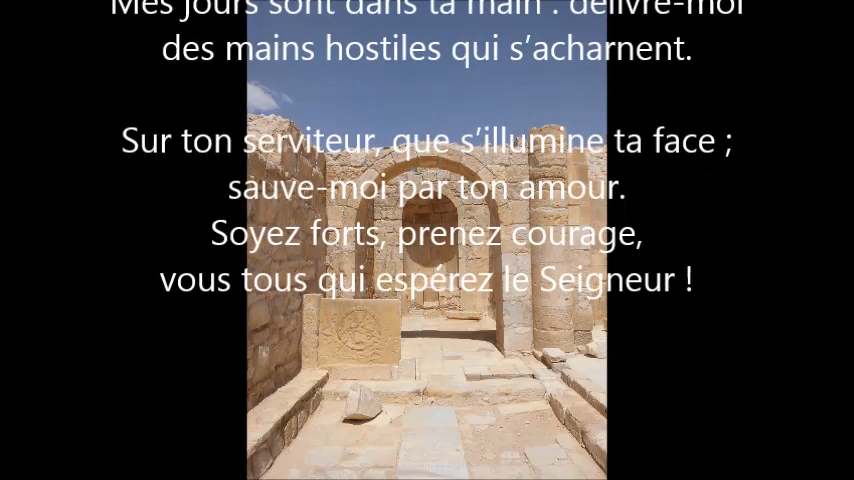 Mes jours sont dans ta main : délivre-moi
des mains hostiles qui s’acharnent.
Sur ton serviteur, que s’illumine ta face ;
sauve-moi par ton amour.
Soyez forts, prenez courage,
vous tous qui espérez le Seigneur !